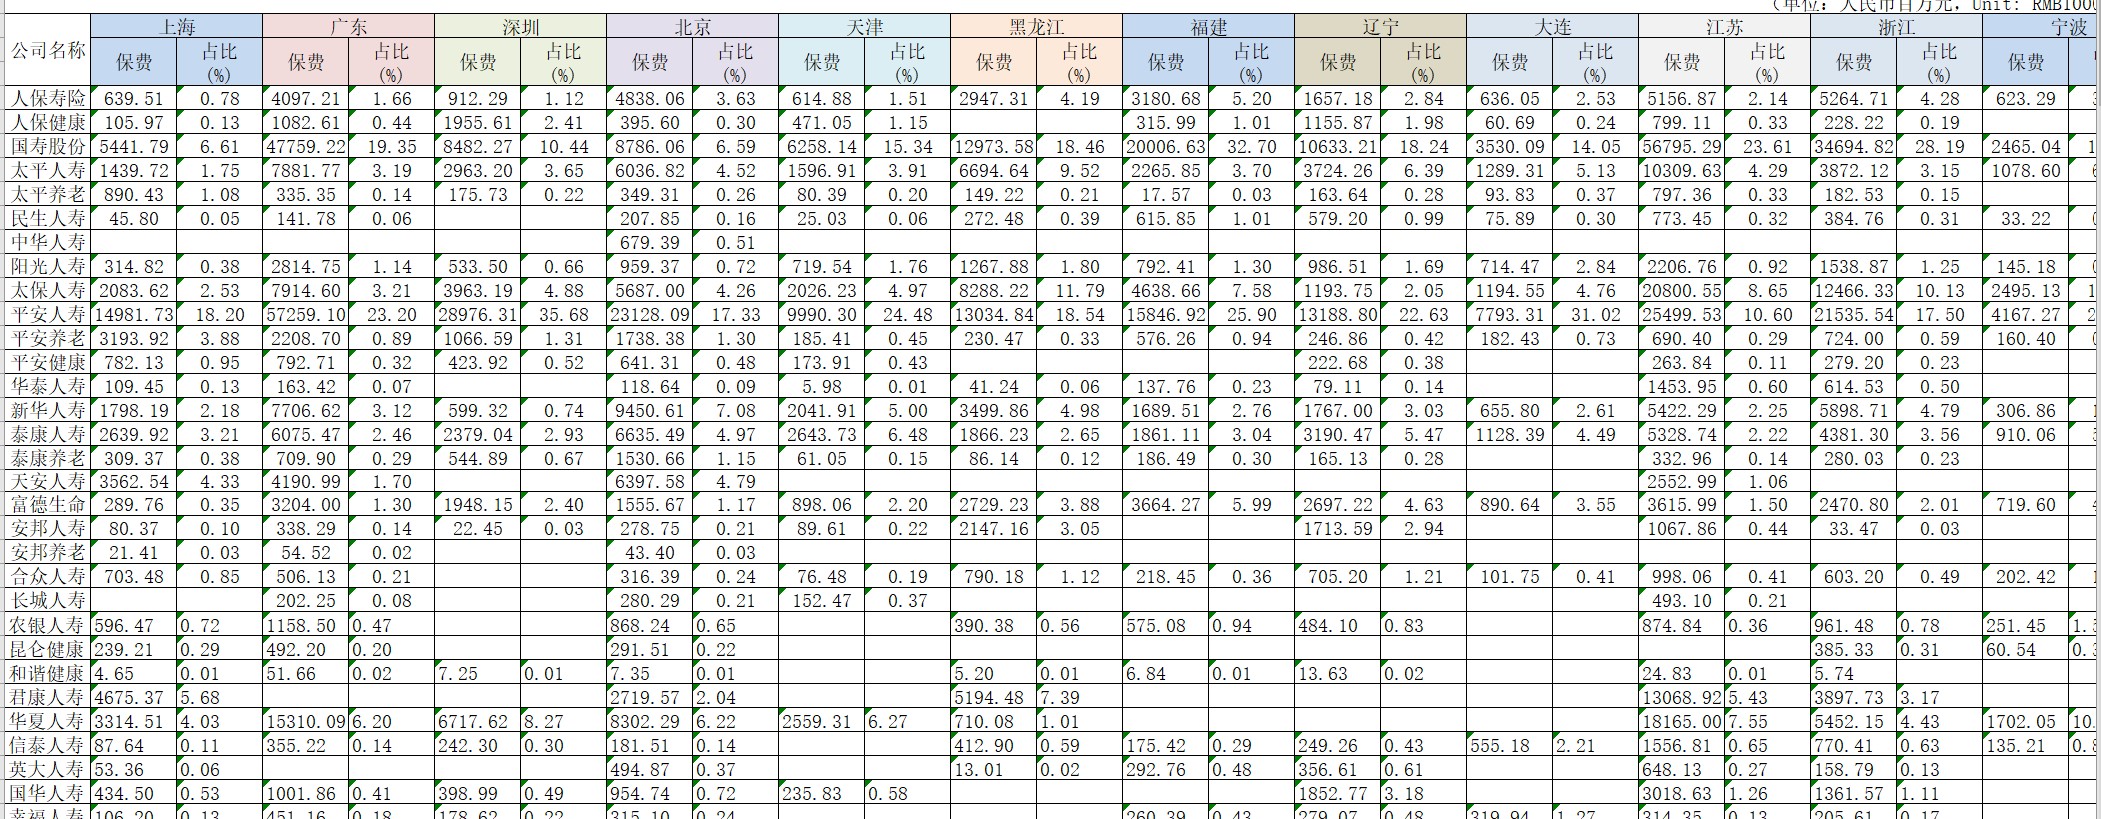 (单位：人民币百万元，Unit: RMB1000
公司名称 上海 广东 深圳 北京 天津 黑龙江 福建 辽宁 大连 江苏 浙江 宁波
保费 占比(%) 保费 占比(%) 保费 占比(%) 保费 占比(%) 保费 占比(%) 保费 占比(%) 保费 占比(%) 保费 占比(%) 保费 占比(%) 保费 占比(%) 保费 占比(%) 保费
人保寿险 639.51 0.78 4097.21 1.66 912.29 1.12 4838.06 3.63 614.88 1.51 2947.31 4.19 3180.68 5.20 1657.18 2.84 636.05 2.53 5156.87 2.14 5264.71 4.28 623.29
人保健康 105.97 0.13 1082.61 0.44 1955.61 2.41 395.60 0.30 471.05 1.15 315.99 1.01 1155.87 1.98 60.69 0.24 799.11 0.33 228.22 0.19
国寿股份 5441.79 6.61 47759.22 19.35 8482.27 10.44 8786.06 6.59 6258.14 15.34 12973.58 18.46 20006.63 32.70 10633.21 18.24 3530.09 14.05 56795.29 23.61 34694.82 28.19 2465.04 1
太平人寿 1439.72 1.75 7881.77 3.19 2963.20 3.65 6036.82 4.52 1596.91 3.91 6694.64 9.52 2265.85 3.70 3724.26 6.39 1289.31 5.13 10309.63 4.29 3872.12 3.15 1078.60
太平养老 890.43 1.08 335.35 0.14 175.73 0.22 349.31 0.26 80.39 0.20 149.22 0.21 17.57 0.03 163.64 0.28 93.83 0.37 797.36 0.33 182.53 0.15
民生人寿 45.80 0.05 141.78 0.06 207.85 0.16 25.03 0.06 272.48 0.39 615.85 1.01 579.20 0.99 75.89 0.30 773.45 0.32 384.76 0.31 33.22
中华人寿 679.39 0.51
阳光人寿 314.82 0.38 2814.75 1.14 533.50 0.66 959.37 0.72 719.54 1.76 1267.88 1.80 792.41 1.30 986.51 1.69 714.47 2.84 2206.76 0.92 1538.87 1.25 145.18
太保人寿 2083.62 2.53 7914.60 3.21 3963.19 4.88 5687.00 4.26 2026.23 4.97 8288.22 11.79 4638.66 7.58 1193.75 2.05 1194.55 4.76 20800.55 8.65 12466.33 10.13 2495.13 1
平安人寿 14981.73 18.20 57259.10 23.20 28976.31 35.68 23128.09 17.33 9990.30 24.48 13034.84 18.54 15846.92 25.90 13188.80 22.63 7793.31 31.02 25499.53 10.60 21535.54 17.50 4167.27 2
平安养老 3193.92 3.88 2208.70 0.89 1066.59 1.31 1738.38 1.30 185.41 0.45 230.47 0.33 576.26 0.94 246.86 0.42 182.43 0.73 690.40 0.29 724.00 0.59 160.40
平安健康 782.13 0.95 792.71 0.32 423.92 0.52 641.31 0.48 173.91 0.43 222.68 0.38 263.84 0.11 279.20 0.23
华泰人寿 109.45 0.13 163.42 0.07 118.64 0.09 5.98 0.01 41.24 0.06 137.76 0.23 79.11 0.14 1453.95 0.60 614.53 0.50
新华人寿 1798.19 2.18 7706.62 3.12 599.32 0.74 9450.61 7.08 2041.91 5.00 3499.86 4.98 1689.51 2.76 1767.00 3.03 655.80 2.61 5422.29 2.25 5898.71 4.79 306.86 1
泰康人寿 2639.92 3.21 6075.47 2.46 2379.04 2.93 6635.49 4.97 2643.73 6.48 1866.23 2.65 1861.11 3.04 3190.47 5.47 1128.39 4.49 5328.74 2.22 4381.30 3.56 910.06
泰康养老 309.37 0.38 709.90 0.29 544.89 0.67 1530.66 1.15 61.05 0.15 86.14 0.12 186.49 0.30 165.13 0.28 332.96 0.14 280.03 0.23
天安人寿 3562.54 4.33 4190.99 1.70 6397.58 4.79 2552.99 1.06
富德生命 289.76 0.35 3204.00 1.30 1948.15 2.40 1555.67 1.17 898.06 2.20 2729.23 3.88 3664.27 5.99 2697.22 4.63 890.64 3.55 3615.99 1.50 2470.80 2.01 719.60
安邦人寿 80.37 0.10 338.29 0.14 22.45 0.03 278.75 0.21 89.61 0.22 2147.16 3.05 1713.59 2.94 1067.86 0.44 33.47 0.03
安邦养老 21.41 0.03 54.52 0.02 43.40 0.03
合众人寿 703.48 0.85 506.13 0.21 316.39 0.24 76.48 0.19 790.18 1.12 218.45 0.36 705.20 1.21 101.75 0.41 998.06 0.41 603.20 0.49 202.42 1
长城人寿 202.25 0.08 280.29 0.21 152.47 0.37 493.10 0.21
农银人寿 596.47 0.72 1158.50 0.47 868.24 0.65 390.38 0.56 575.08 0.94 484.10 0.83 874.84 0.36 961.48 0.78 251.45 1.
昆仑健康 239.21 0.29 492.20 0.20 291.51 0.22 385.33 0.31 60.54 0.
和谐健康 4.65 0.01 51.66 0.02 7.25 0.01 7.35 0.01 5.20 0.01 6.84 0.01 13.63 0.02 24.83 0.01 5.74
君康人寿 4675.37 5.68 2719.57 2.04 5194.48 7.39 13068.92 5.43 3897.73 3.17
华夏人寿 3314.51 4.03 15310.09 6.20 6717.62 8.27 8302.29 6.22 2559.31 6.27 710.08 1.01 18165.00 7.55 5452.15 4.43 1702.05 10.
信泰人寿 87.64 0.11 355.22 0.14 242.30 0.30 181.51 0.14 412.90 0.59 175.42 0.29 249.26 0.43 555.18 2.21 1556.81 0.65 770.41 0.63 135.21 0.
英大人寿 53.36 0.06 494.87 0.37 13.01 0.02 292.76 0.48 356.61 0.61 648.13 0.27 158.79 0.13
国华人寿 434.50 0.53 1001.86 0.41 398.99 0.49 954.74 0.72 235.83 0.58 1852.77 3.18 3018.63 1.26 1361.57 1.11
幸福人寿 106.20 0.13 451.16 0.18 178.62 0.22 315.10 0.24 260.39 0.43 279.07 0.48 319.94 1.27 314.35 0.13 205.61 0.17